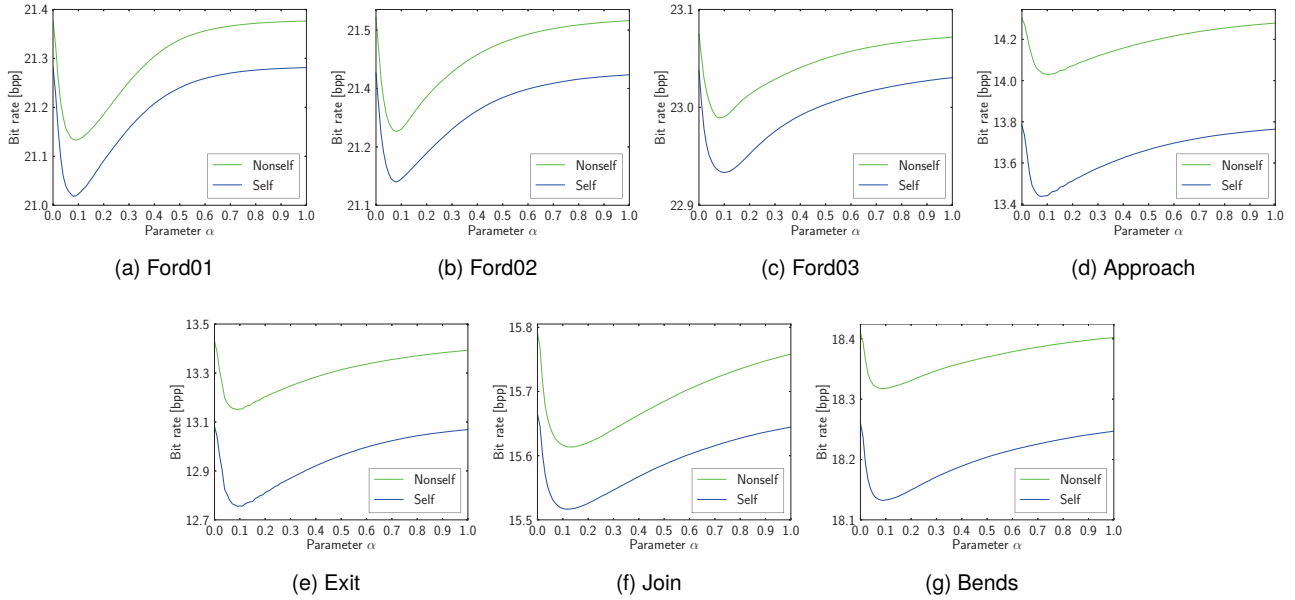 21.4
21.3
21.2
21.1
21.0
Bit rate [bpp]
Nonself
Self
0.0 0.1 0.2 0.3 0.4 0.5 0.6 0.7 0.8 0.9 1.0
Parameter α
(a) Ford01
21.5
21.4
21.2
21.1
Bit rate [bpp]
Nonself
Self
0.0 0.1 0.2 0.3 0.4 0.5 0.6 0.7 0.8 0.9 1.0
Parameter α
(b) Ford02
23.1
23.0
22.9
Bit rate [bpp]
Nonself
Self
0.0 0.1 0.2 0.3 0.4 0.5 0.6 0.7 0.8 0.9 1.0
Parameter α
(c) Ford03
14.2
14.0
13.8
13.6
13.4
Bit rate [bpp]
Nonself
Self
0.0 0.1 0.2 0.3 0.4 0.5 0.6 0.7 0.8 0.9 1.0
Parameter α
(d) Approach
13.5
13.3
13.1
12.9
12.7
Bit rate [bpp]
Nonself
Self
0.0 0.1 0.2 0.3 0.4 0.5 0.6 0.7 0.8 0.9 1.0
Parameter α
(e) Exit
15.8
15.7
15.6
15.5
Bit rate [bpp]
Nonself
Self
0.0 0.1 0.2 0.3 0.4 0.5 0.6 0.7 0.8 0.9 1.0
Parameter α
(f) Join
18.4
18.3
18.2
18.1
Bit rate [bpp]
Nonself
Self
0.0 0.1 0.2 0.3 0.4 0.5 0.6 0.7 0.8 0.9 1.0
Parameter α
(g) Bends